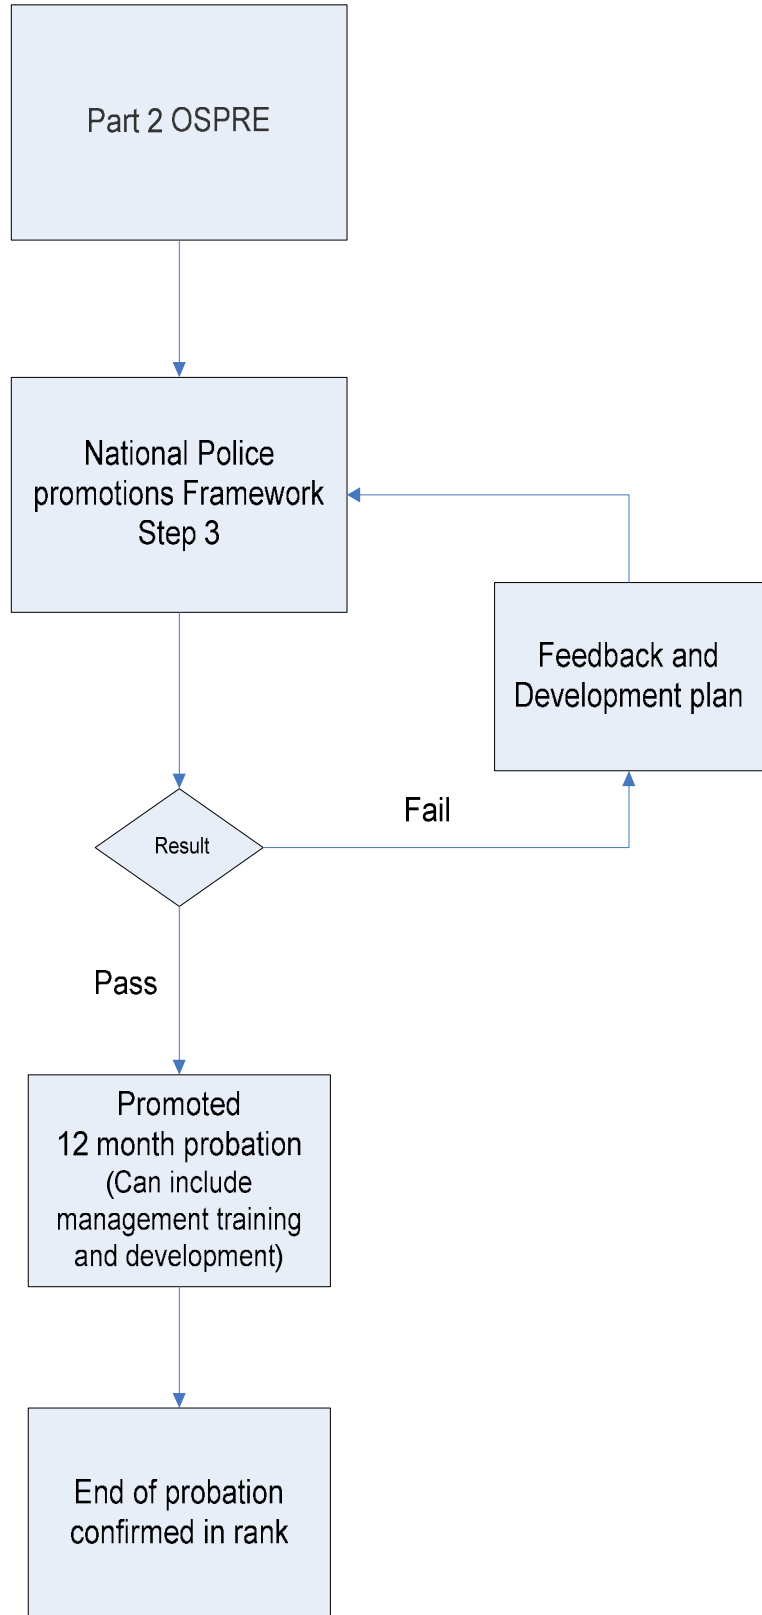 Part 2 OSPRE
National Police
promotions Framework
Step 3
Feedback and
Development plan
Fail
Result
Pass
Promoted
12 month probation
(Can include
management training
and development)
End of probation
confirmed in rank